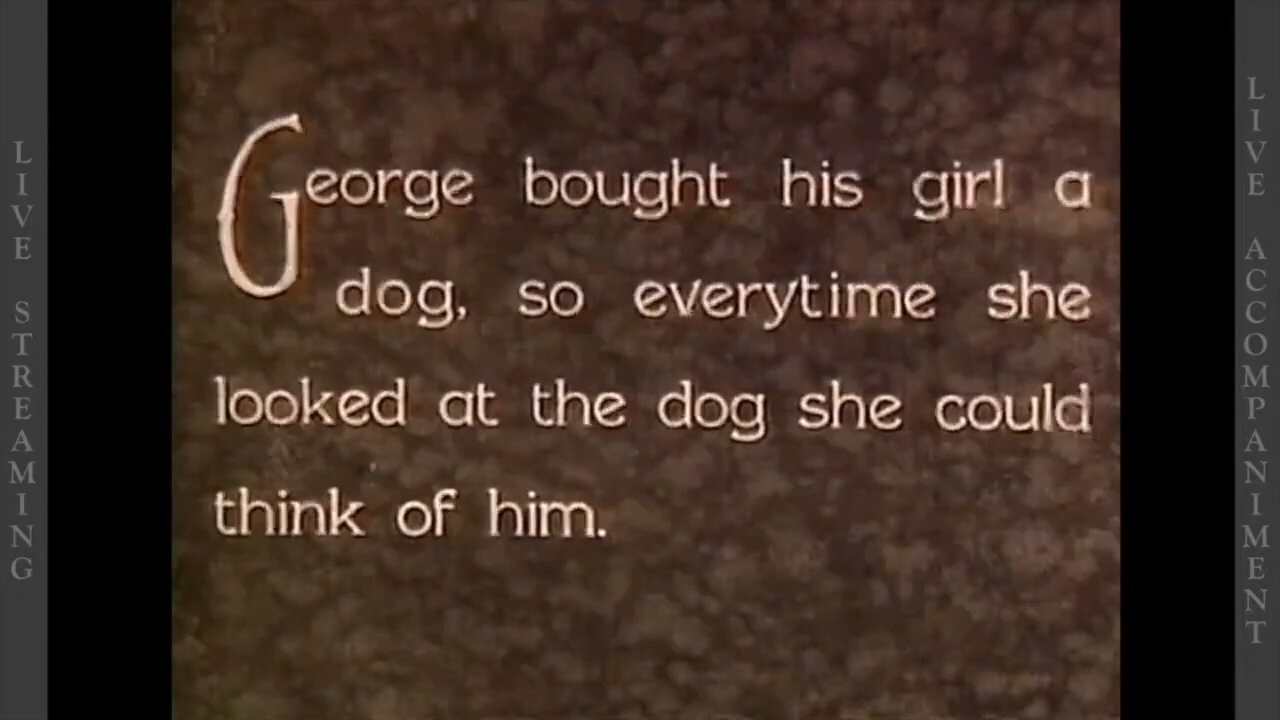 LIVE STREAMING
George bought his girl a
dog, so everytime she
looked at the dog she could
think of him.
LIVE ACCOMPANIMENT